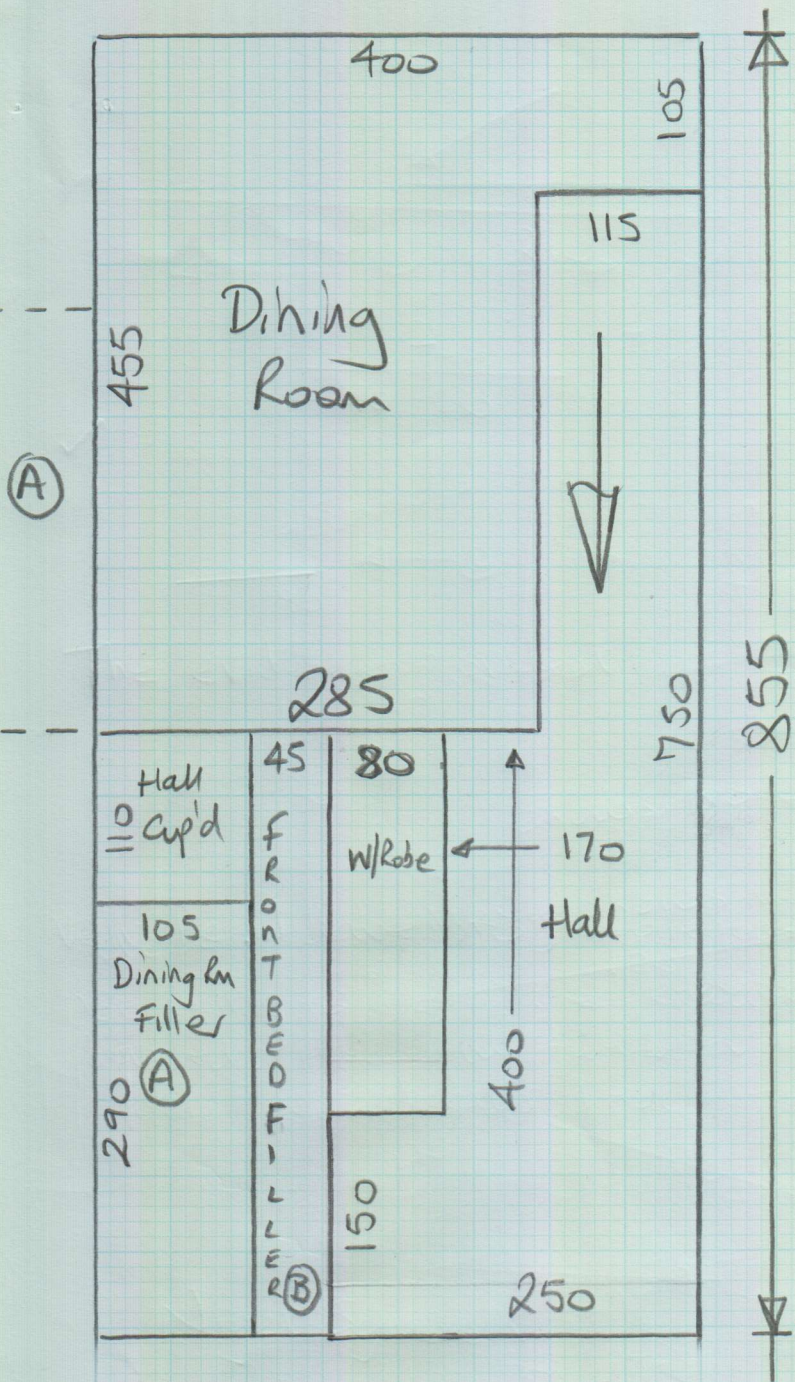 400
105
115
Dining
Room
455
A
285
750
855
Hall
Cup'd
110
45
80
W/Robe
170
Hall
105
Dining Rm
Filler
A
290
FRONT BED FILLER
B
400
150
250